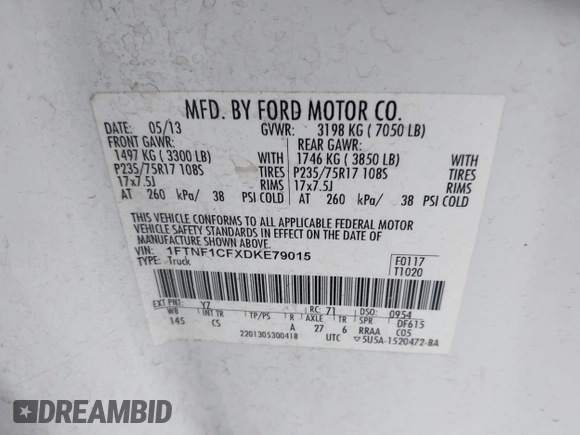 MFD. BY FORD MOTOR CO.
DATE: 05/13 GVWR: 3198 KG ( 7050 LB)
FRONT GAWR: REAR GAWR:
1497 KG ( 3300 LB) WITH 1746 KG ( 3850 LB) WITH
P235/75R17 108S TIRES P235/75R17 108S TIRES
17x7.5J RIMS 17x7.5J RIMS
AT 260 kPa/ 38 PSI COLD AT 260 kPa/ 38 PSI COLD
THIS VEHICLE CONFORMS TO ALL APPLICABLE FEDERAL MOTOR
VEHICLE SAFETY STANDARDS IN EFFECT ON THE DATE OF
MANUFACTURE SHOWN ABOVE.
VIN: 1FTNF1CFXDKE79015 F0117
TYPE: Truck T1020
EXT PNT: YZ RC: 71 DSO: 0954
WB INT TR TP/PS R AXLE TR SPR DF615
145 CS A 27 6 RRAA C05
2201305300418 UTC ▽5U5A-1520472-BA
DREAMBID